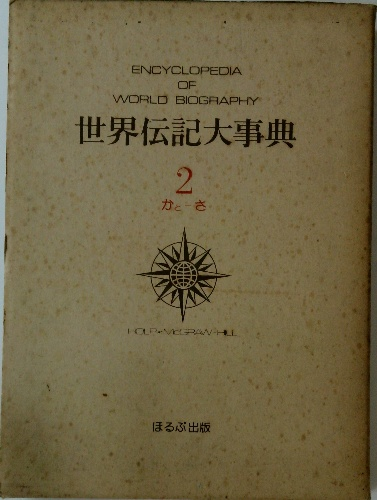 ENCYCLOPEDIA
OF
WORLD BIOGRAPHY
世界伝記大事典
2
かと－さ
HOLP-McGRAW-HILL
ほるぷ出版